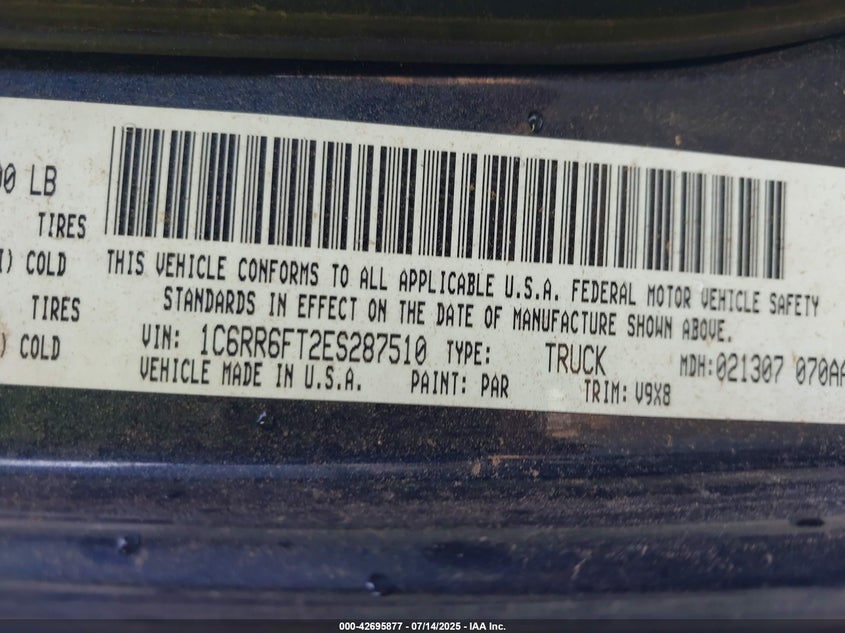 00 LB
TIRES
I) COLD
TIRES
) COLD
THIS VEHICLE CONFORMS TO ALL APPLICABLE U.S.A. FEDERAL MOTOR VEHICLE SAFETY
STANDARDS IN EFFECT ON THE DATE OF MANUFACTURE SHOWN ABOVE.
VIN: 1C6RR6FT2ES287510 TYPE: TRUCK MDH:021307 070AA
VEHICLE MADE IN U.S.A. PAINT: PAR TRIM: V9X8
000-42695877 - 07/14/2025 - IAA Inc.